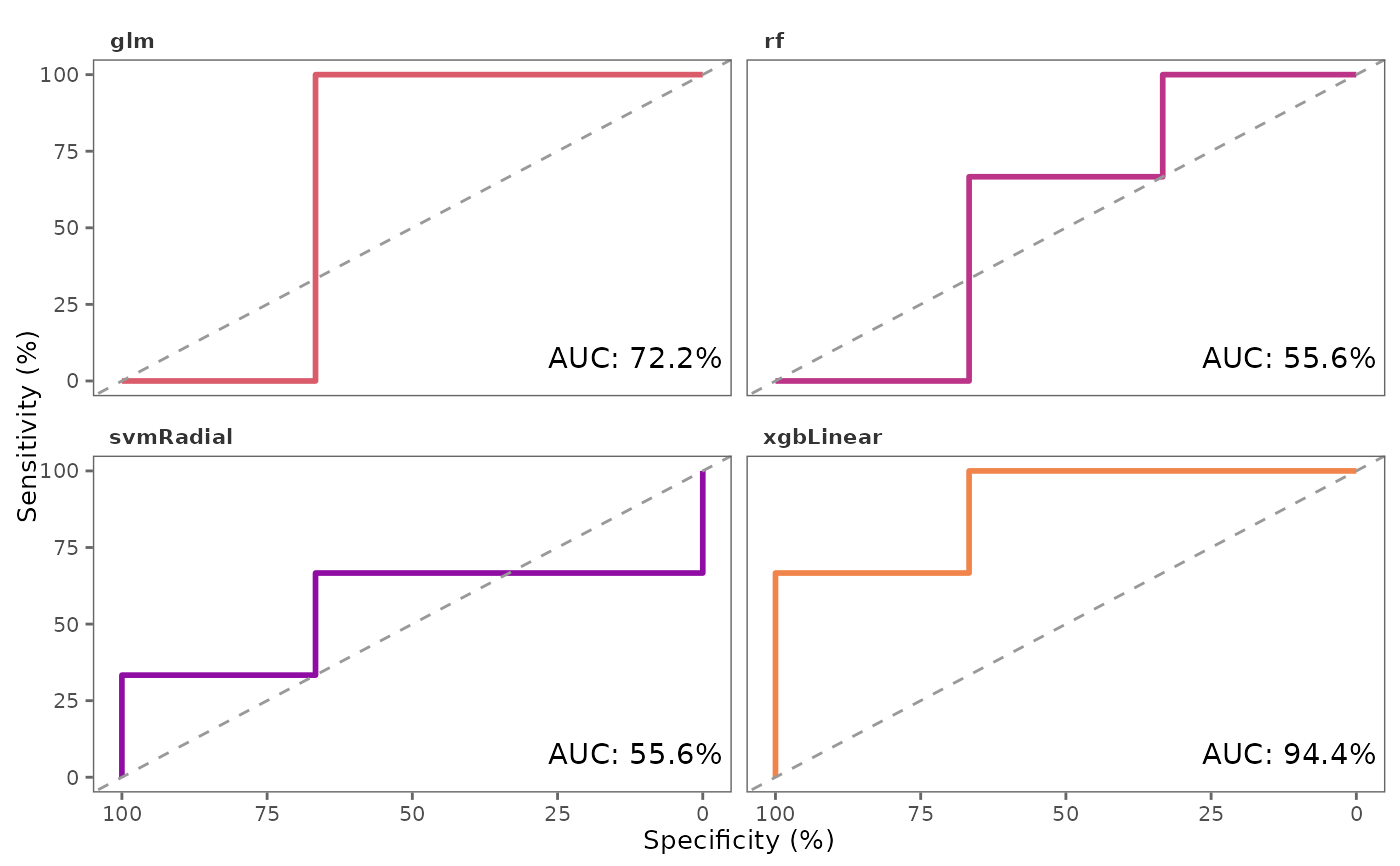 glm
rf
100
75
50
25
0
AUC: 72.2%
AUC: 55.6%
Sensitivity (%)
svmRadial
xgbLinear
100
75
50
25
0
AUC: 55.6%
AUC: 94.4%
100 75 50 25 0 100 75 50 25 0
Specificity (%)